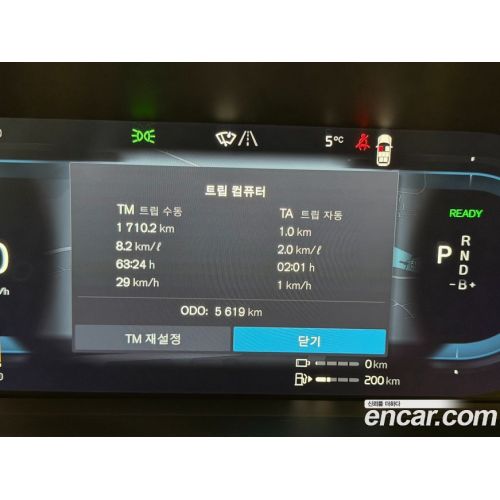 5°C
트립 컴퓨터
TM 트립 수동 TA 트립 자동
1 710.2 km 1.0 km
8.2 km/ℓ 2.0 km/ℓ
63:24 h 02:01 h
29 km/h 1 km/h
ODO: 5 619 km
TM 재설정 닫기
READY
R
P N
D
-B+
0
0 km
200 km
신뢰를 더하다
encar.com